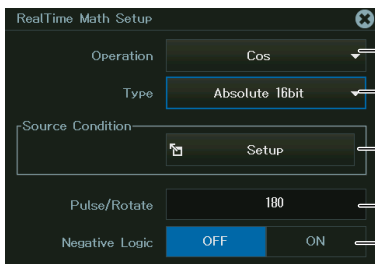 RealTime Math Setup
Operation Cos
Type Absolute 16bit
Source Condition
Setup
Pulse/Rotate 180
Negative Logic OFF ON